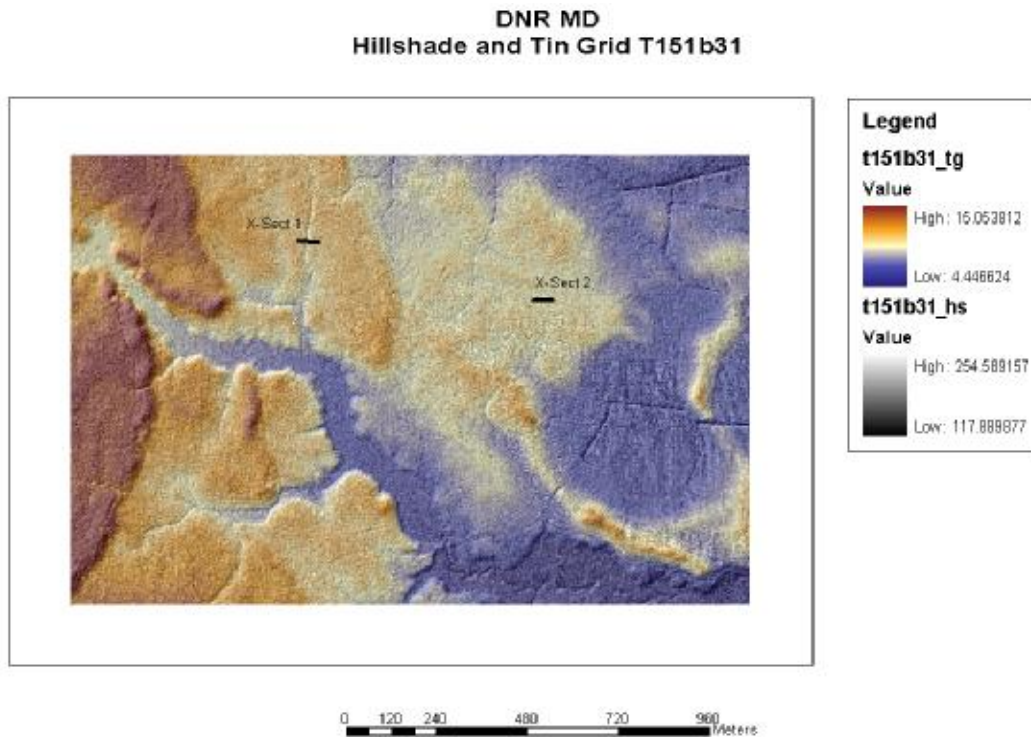 DNR MD
Hillshade and Tin Grid T151b31
X-Sect 1
X-Sect 2
Legend
t151b31_tg
Value
High : 15.053812
Low : 4.446624
t151b31_hs
Value
High : 254.589157
Low : 117.889877
0 120 240 480 720 960
Meters